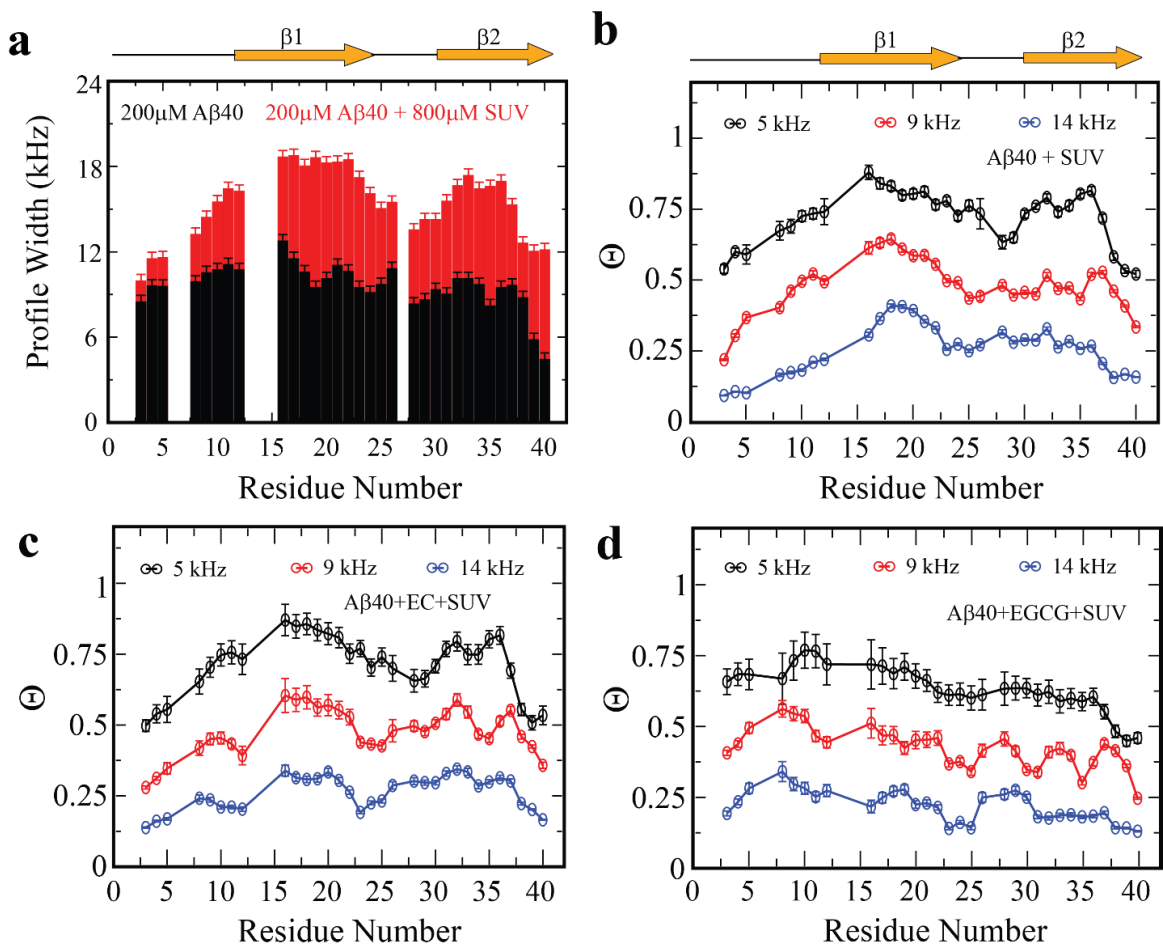 a
β1
β2
24
18
12
6
0
Profile Width (kHz)
200μM Aβ40
200μM Aβ40 + 800μM SUV
0 5 10 15 20 25 30 35 40
Residue Number
b
β1
β2
1
0.75
0.5
0.25
0
Θ
5 kHz
9 kHz
14 kHz
Aβ40 + SUV
0 5 10 15 20 25 30 35 40
Residue Number
c
1
0.75
0.5
0.25
0
Θ
5 kHz
9 kHz
14 kHz
Aβ40+EC+SUV
0 5 10 15 20 25 30 35 40
Residue Number
d
1
0.75
0.5
0.25
0
Θ
5 kHz
9 kHz
14 kHz
Aβ40+EGCG+SUV
0 5 10 15 20 25 30 35 40
Residue Number